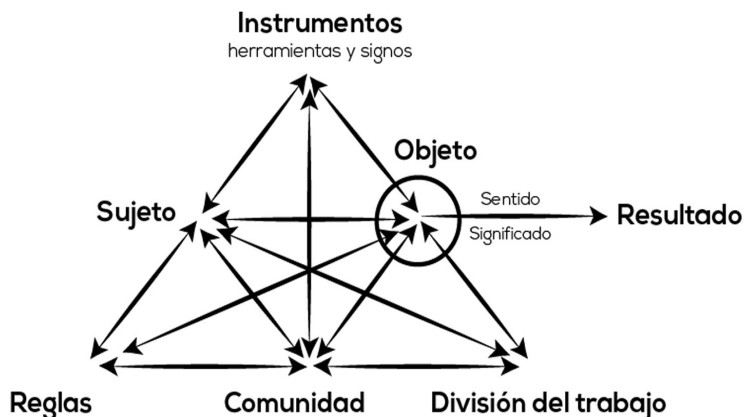 Instrumentos
herramientas y signos
Objeto
Sujeto
Sentido
Significado
Resultado
Reglas
Comunidad
División del trabajo